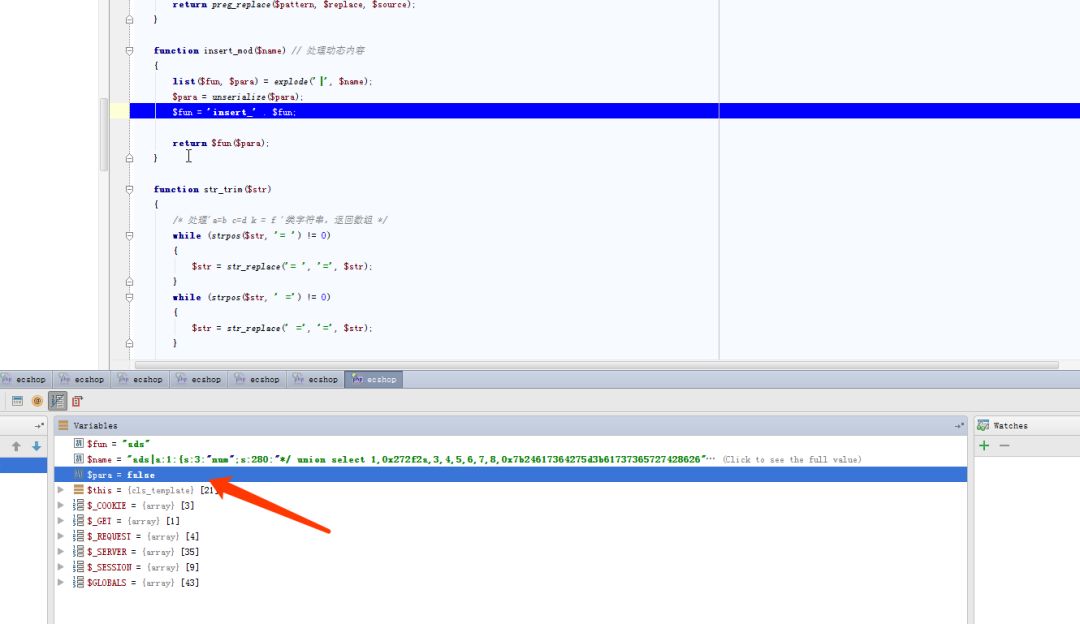 return preg_replace($pattern, $replace, $source);
}
function insert_mod($name) // 处理动态内容
{
list($fun, $para) = explode('|', $name);
$para = unserialize($para);
$fun = 'insert_' . $fun;
return $fun($para);
}
function str_trim($str)
{
/* 处理'a=b c=d k = f '类字符串，返回数组 */
while (strpos($str, '= ') != 0)
{
$str = str_replace('= ', '=', $str);
}
while (strpos($str, ' =') != 0)
{
$str = str_replace(' =', '=', $str);
}
ecshop ecshop ecshop ecshop ecshop ecshop ecshop
Variables
Watches
$fun = "ads"
$name = "ads|a:1:{s:3:"num";s:280:"*/ union select 1,0x272f2a,3,4,5,6,7,8,0x7b24617364275d3b61737365727428626"··· (Click to see the full value)
$para = false
$this = {cls_template} [21]
$_COOKIE = {array} [3]
$_GET = {array} [1]
$_REQUEST = {array} [4]
$_SERVER = {array} [35]
$_SESSION = {array} [9]
$GLOBALS = {array} [43]